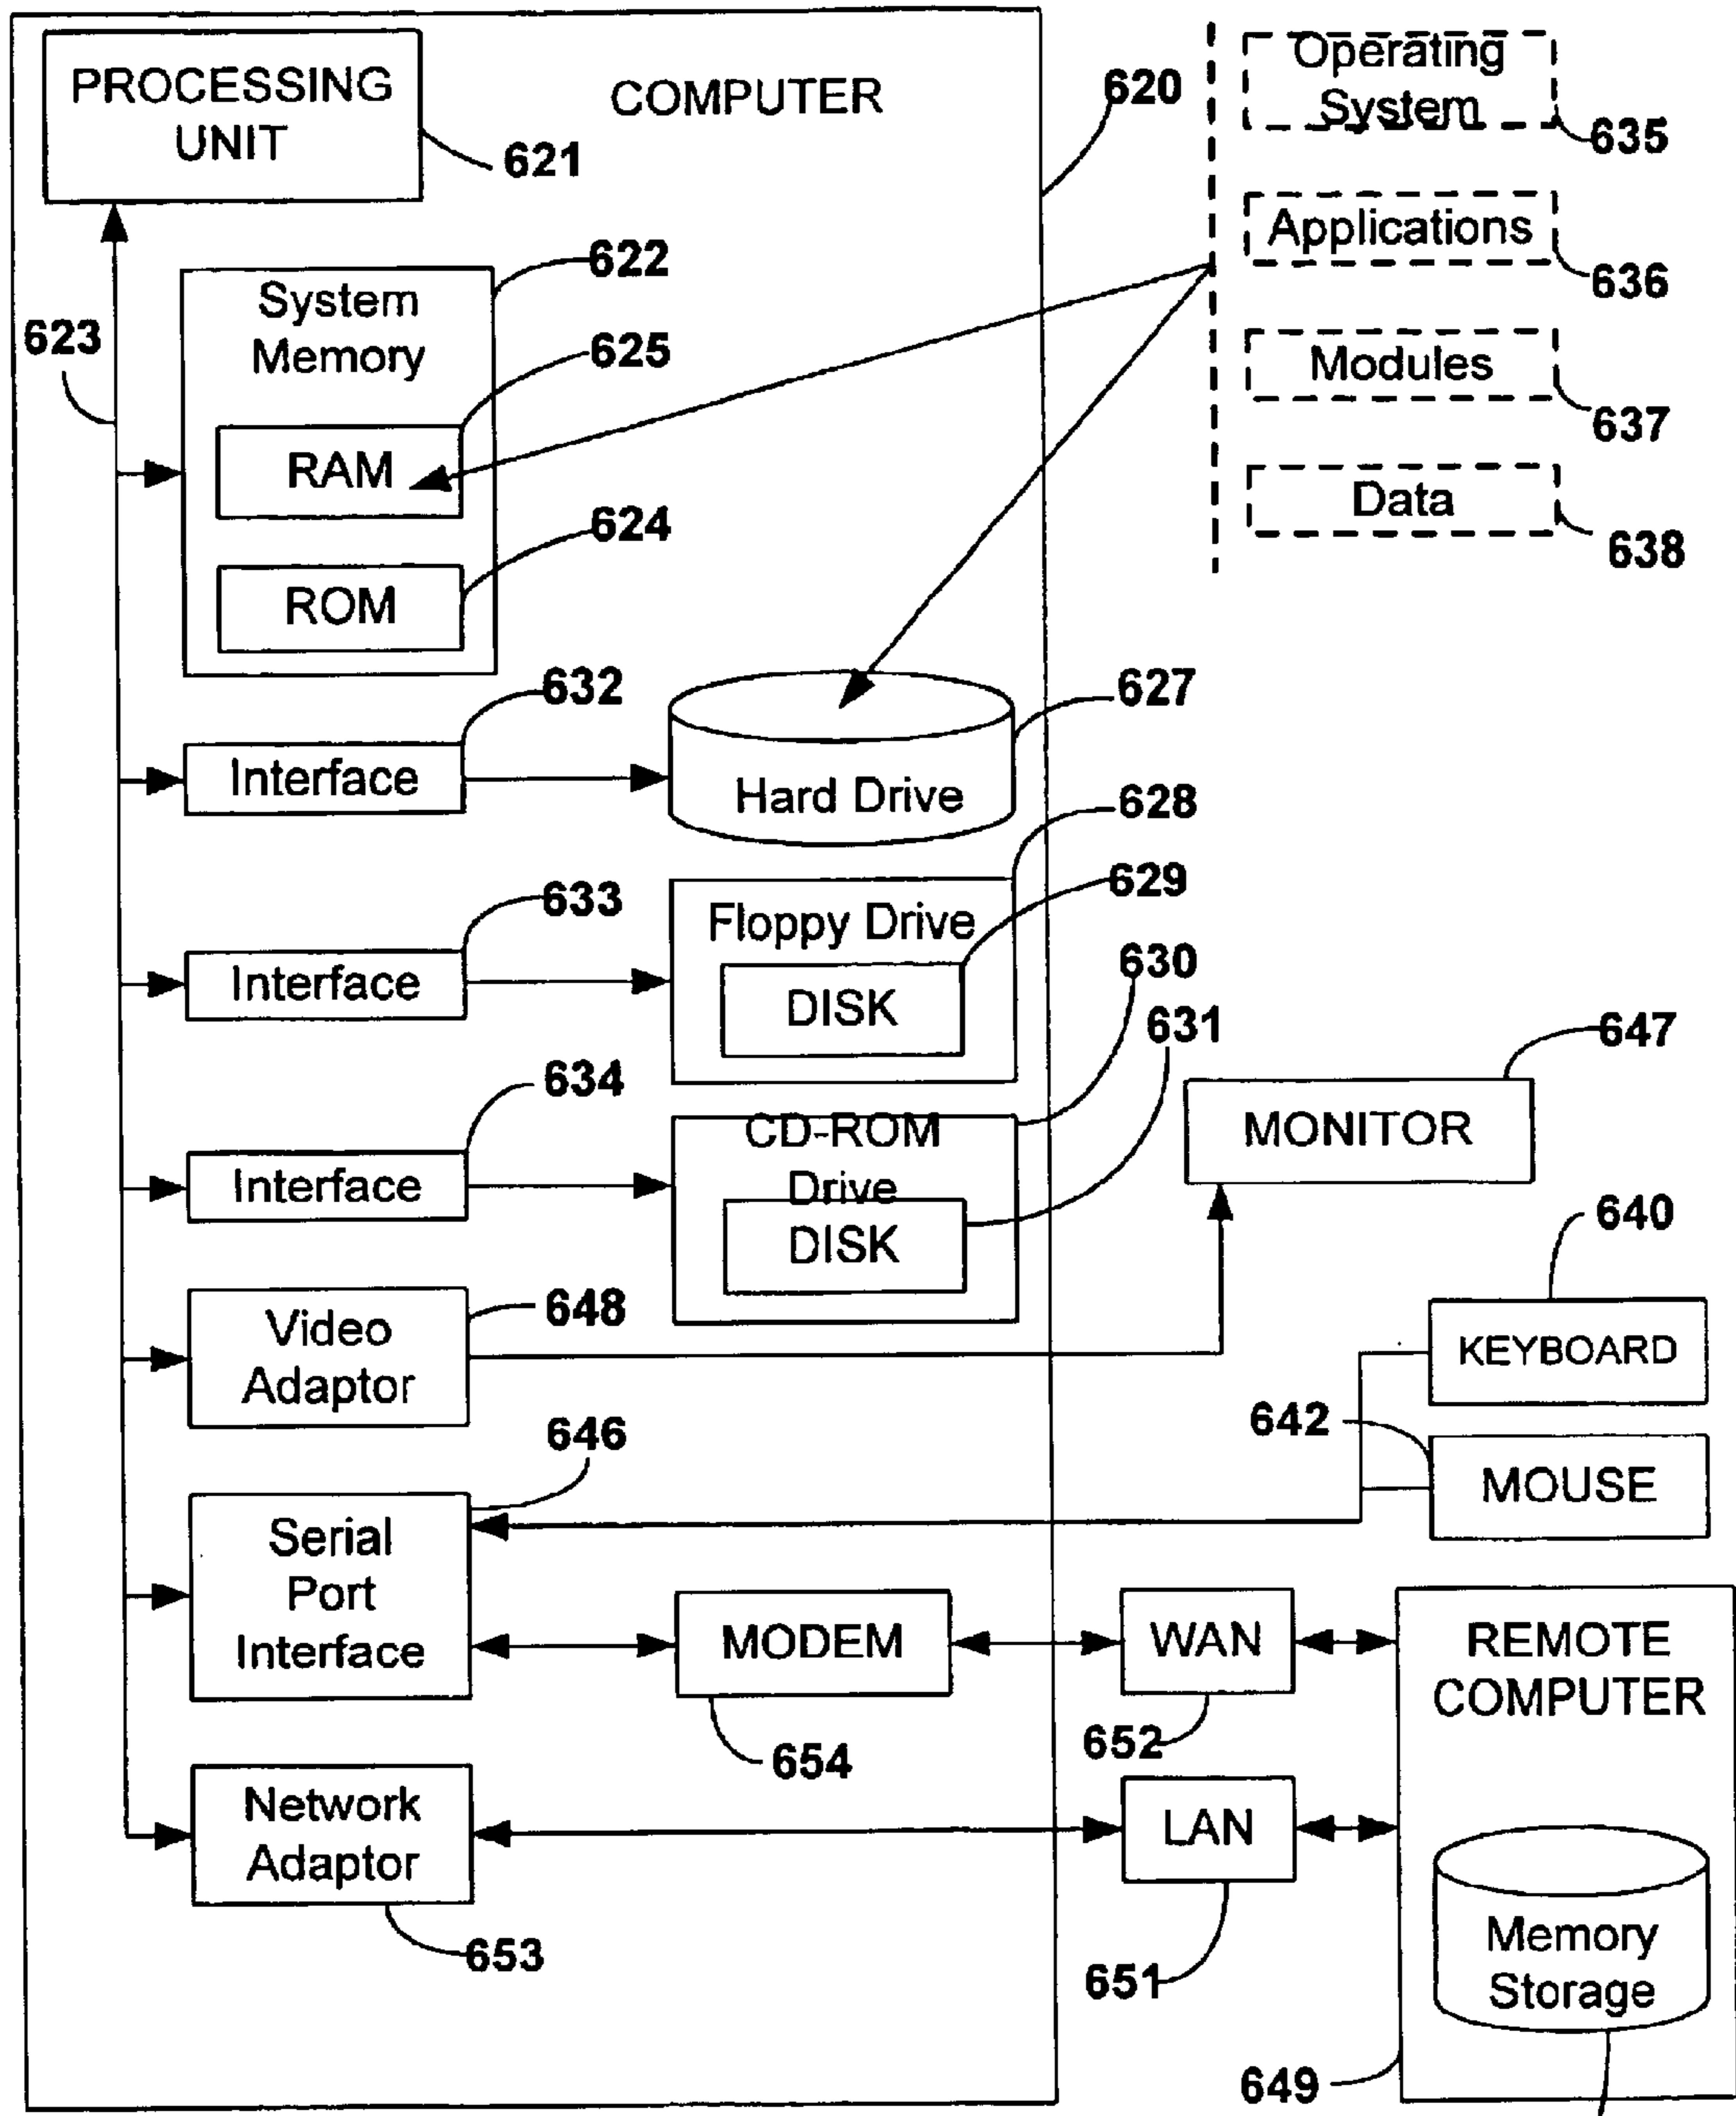 PROCESSING
UNIT
621
COMPUTER
620
Operating
System
635
Applications
636
Modules
637
Data
638
622
System
Memory
623
625
RAM
624
ROM
632
Interface
627
Hard Drive
628
633
Interface
Floppy Drive
629
DISK
630
631
634
Interface
CD-ROM
Drive
DISK
647
MONITOR
640
KEYBOARD
642
MOUSE
648
Video
Adaptor
646
Serial
Port
Interface
MODEM
654
WAN
652
REMOTE
COMPUTER
Network
Adaptor
653
LAN
651
Memory
Storage
649